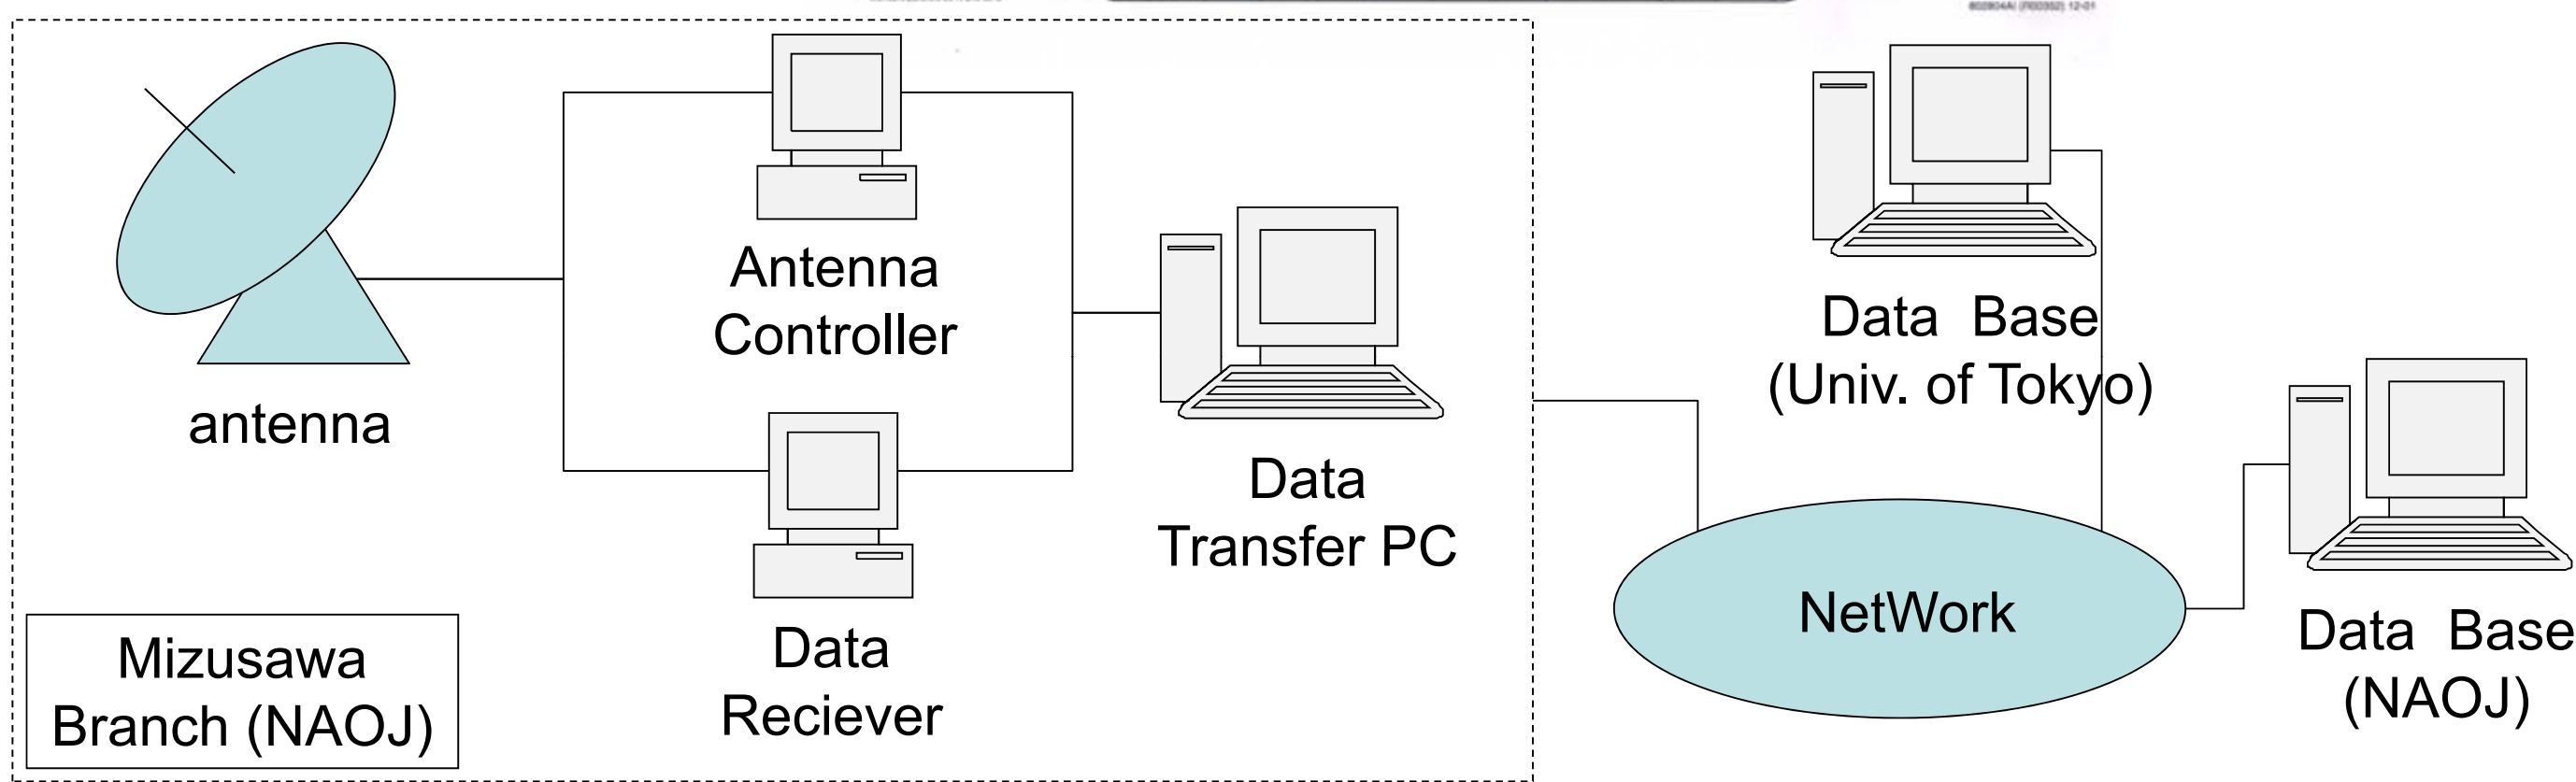 antenna
Antenna
Controller
Data
Reciever
Data
Transfer PC
Mizusawa
Branch (NAOJ)
Data Base
(Univ. of Tokyo)
NetWork
Data Base
(NAOJ)